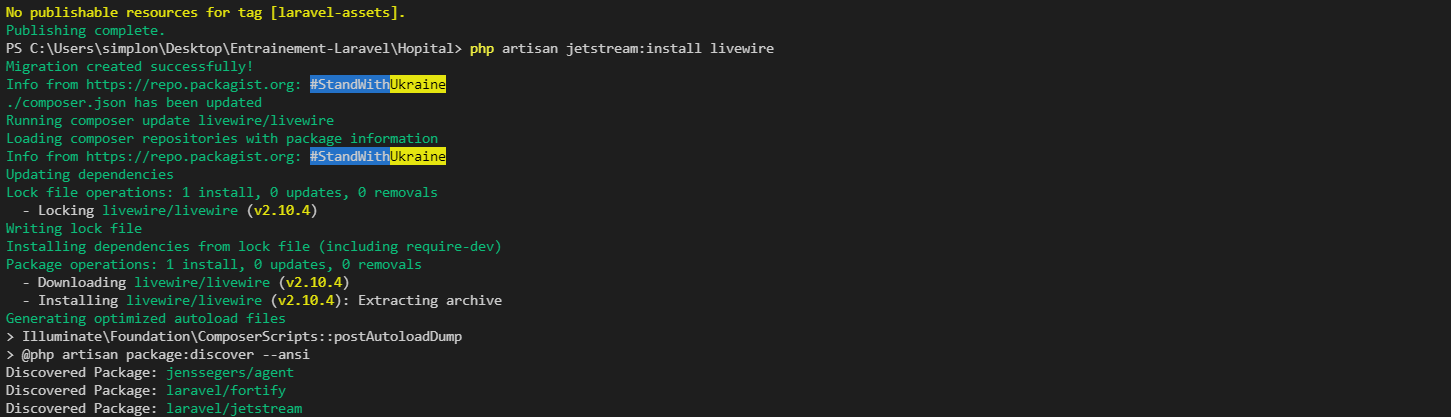 No publishable resources for tag [laravel-assets].
Publishing complete.
PS C:\Users\simplon\Desktop\Entrainement-Laravel\Hopital> php artisan jetstream:install livewire
Migration created successfully!
Info from https://repo.packagist.org: #StandWithUkraine
./composer.json has been updated
Running composer update livewire/livewire
Loading composer repositories with package information
Info from https://repo.packagist.org: #StandWithUkraine
Updating dependencies
Lock file operations: 1 install, 0 updates, 0 removals
  - Locking livewire/livewire (v2.10.4)
Writing lock file
Installing dependencies from lock file (including require-dev)
Package operations: 1 install, 0 updates, 0 removals
  - Downloading livewire/livewire (v2.10.4)
  - Installing livewire/livewire (v2.10.4): Extracting archive
Generating optimized autoload files
> Illuminate\Foundation\ComposerScripts::postAutoloadDump
> @php artisan package:discover --ansi
Discovered Package: jenssegers/agent
Discovered Package: laravel/fortify
Discovered Package: laravel/jetstream